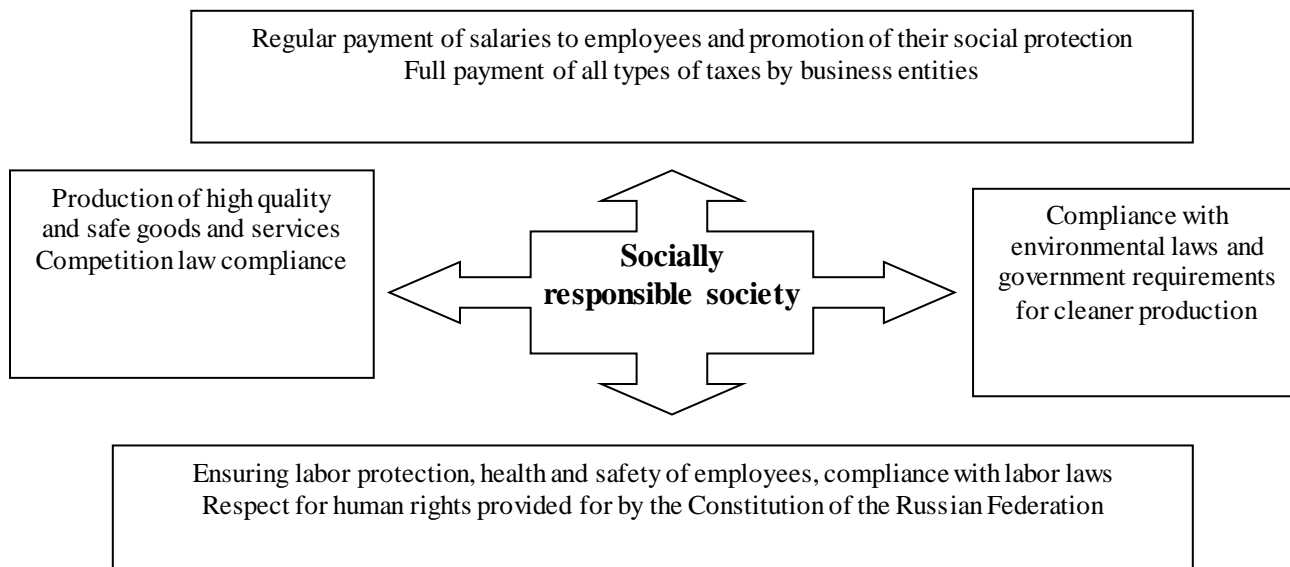 Regular payment of salaries to employees and promotion of their social protection
Full payment of all types of taxes by business entities
Production of high quality
and safe goods and services
Competition law compliance
Socially
responsible society
Compliance with
environmental laws and
government requirements
for cleaner production
Ensuring labor protection, health and safety of employees, compliance with labor laws
Respect for human rights provided for by the Constitution of the Russian Federation